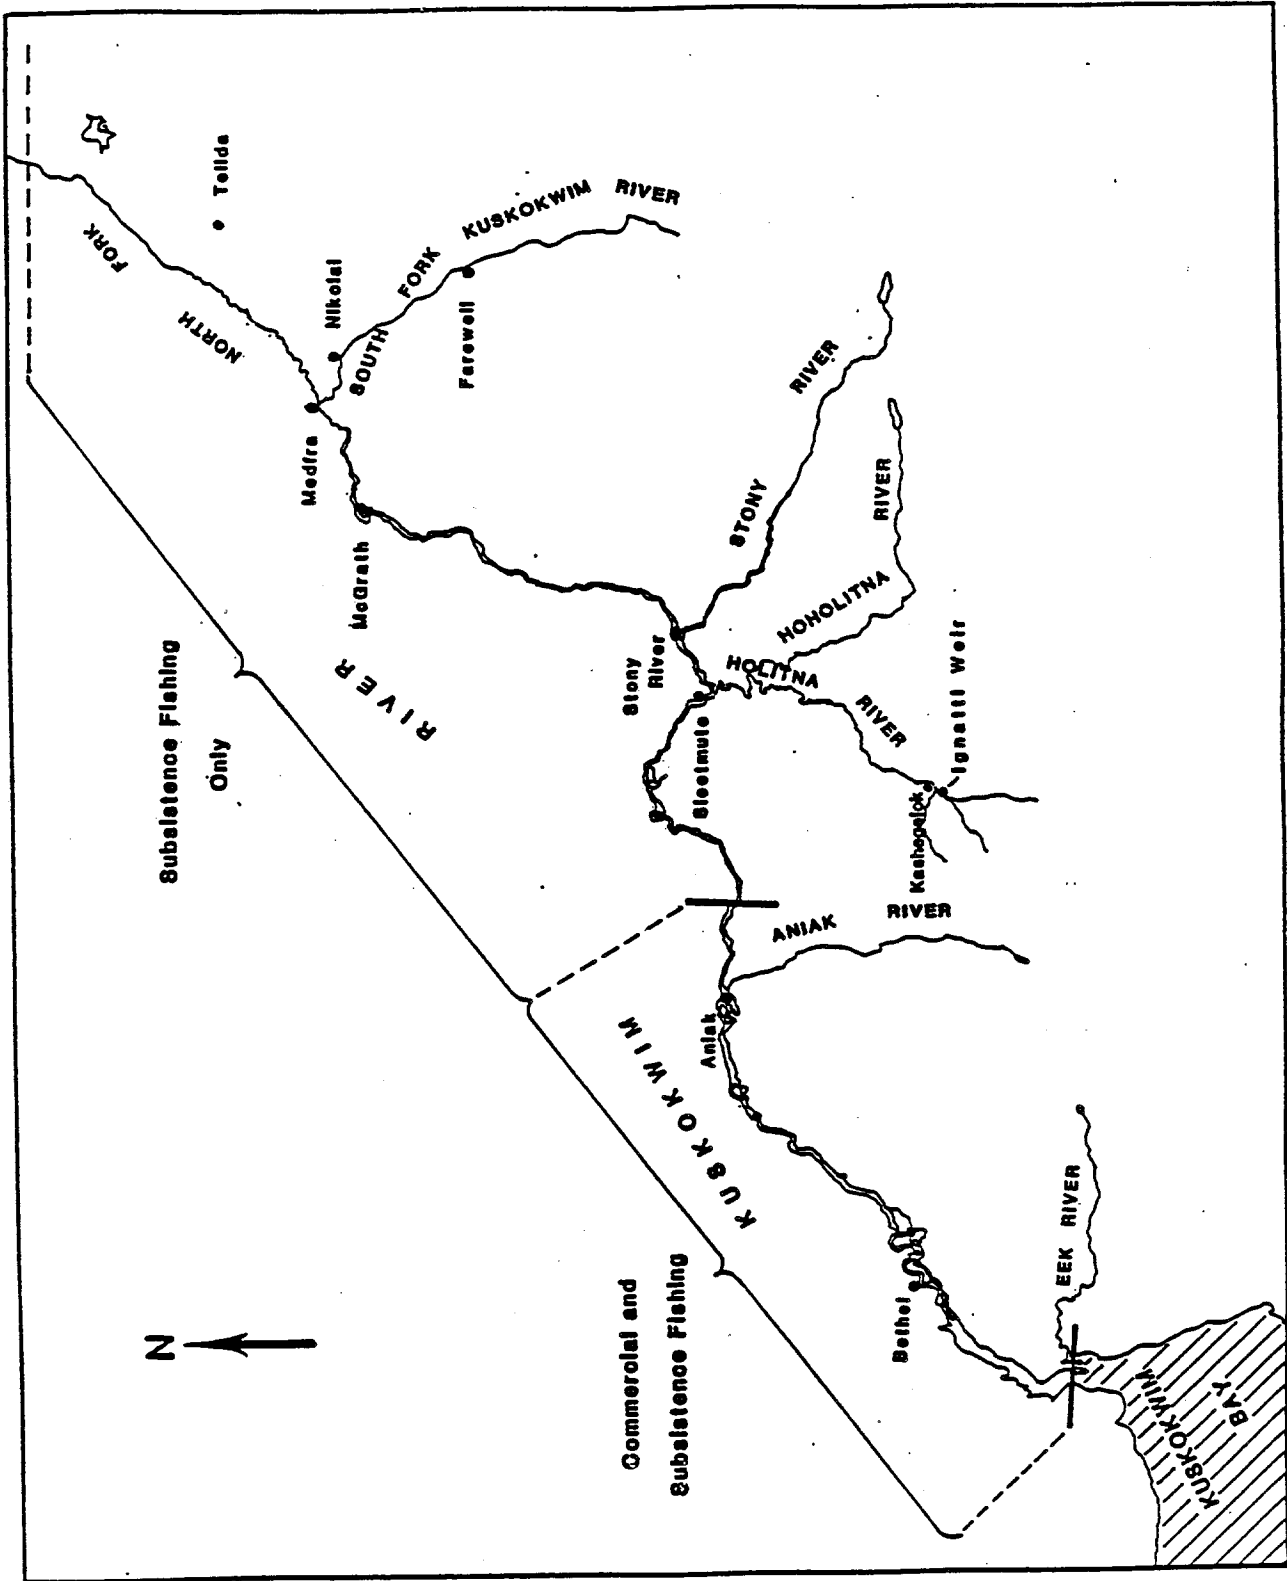 N
Subsistence Fishing
Only
Commercial and
Subsistence Fishing
NORTH FORK
Telida
Nikolai
Medfra
McGrath
SOUTH FORK KUSKOKWIM RIVER
Farewell
KUSKOKWIM RIVER
Stony
River
STONY RIVER
Sleetmute
HOLITNA RIVER
HOHOLITNA RIVER
Kashegelok
Ignatti Weir
Aniak
ANIAK RIVER
Bethel
EEK RIVER
KUSKOKWIM
BAY